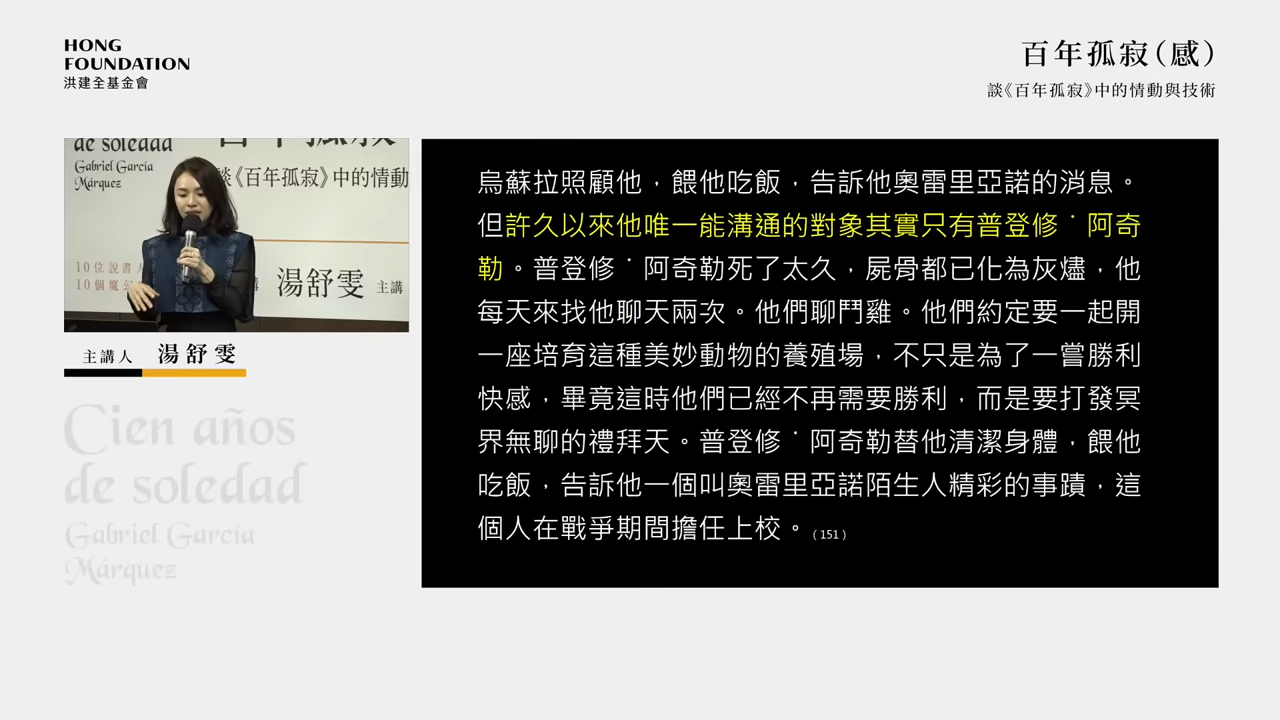 HONG
FOUNDATION
洪建全基金會
百年孤寂(感)
談《百年孤寂》中的情動與技術
de soledad
Gabriel García
Márquez
談《百年孤寂》中的情動
10位說書
10個魔幻
湯舒雯 主講
主講人 湯舒雯
Cien años
de soledad
Gabriel García
Márquez
烏蘇拉照顧他，餵他吃飯，告訴他奧雷里亞諾的消息。
但許久以來他唯一能溝通的對象其實只有普登修˙阿奇
勒。普登修˙阿奇勒死了太久，屍骨都已化為灰燼，他
每天來找他聊天兩次。他們聊鬥雞。他們約定要一起開
一座培育這種美妙動物的養殖場，不只是為了一嘗勝利
快感，畢竟這時他們已經不再需要勝利，而是要打發冥
界無聊的禮拜天。普登修˙阿奇勒替他清潔身體，餵他
吃飯，告訴他一個叫奧雷里亞諾陌生人精彩的事蹟，這
個人在戰爭期間擔任上校。(151)